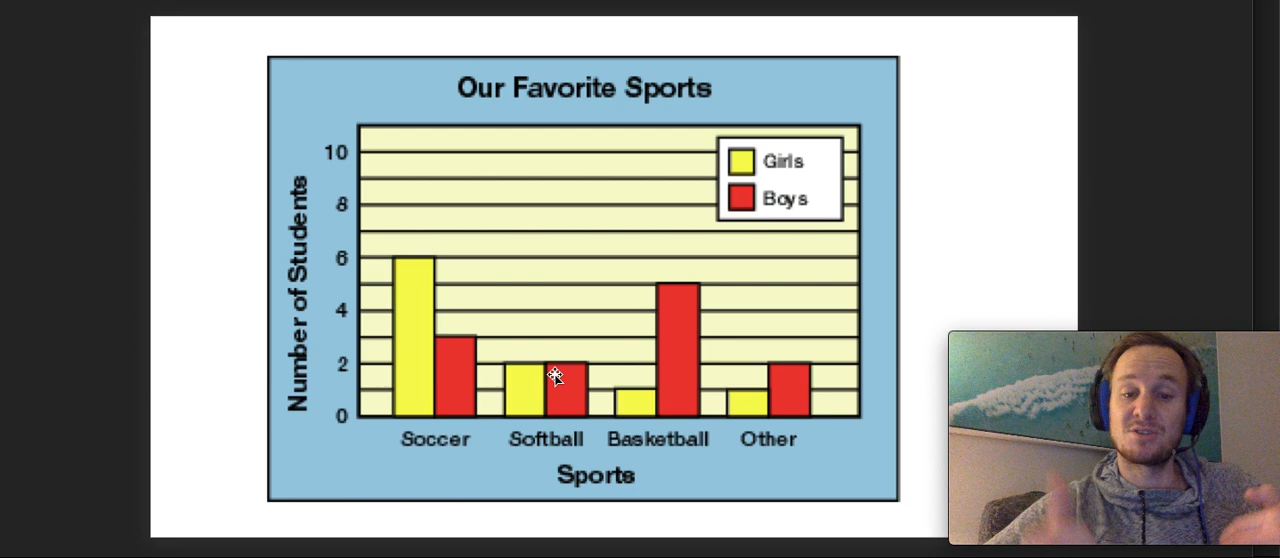 Our Favorite Sports
Number of Students
10
8
6
4
2
0
Girls
Boys
Soccer Softball Basketball Other
Sports